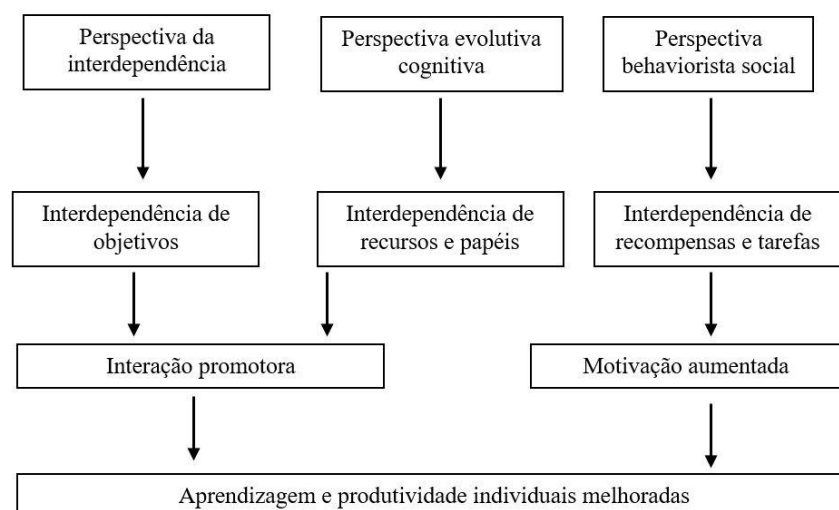 Perspectiva da
interdependência
Perspectiva evolutiva
cognitiva
Perspectiva
behaviorista social
Interdependência de
objetivos
Interdependência de
recursos e papéis
Interdependência de
recompensas e tarefas
Interação promotora
Motivação aumentada
Aprendizagem e produtividade individuais melhoradas